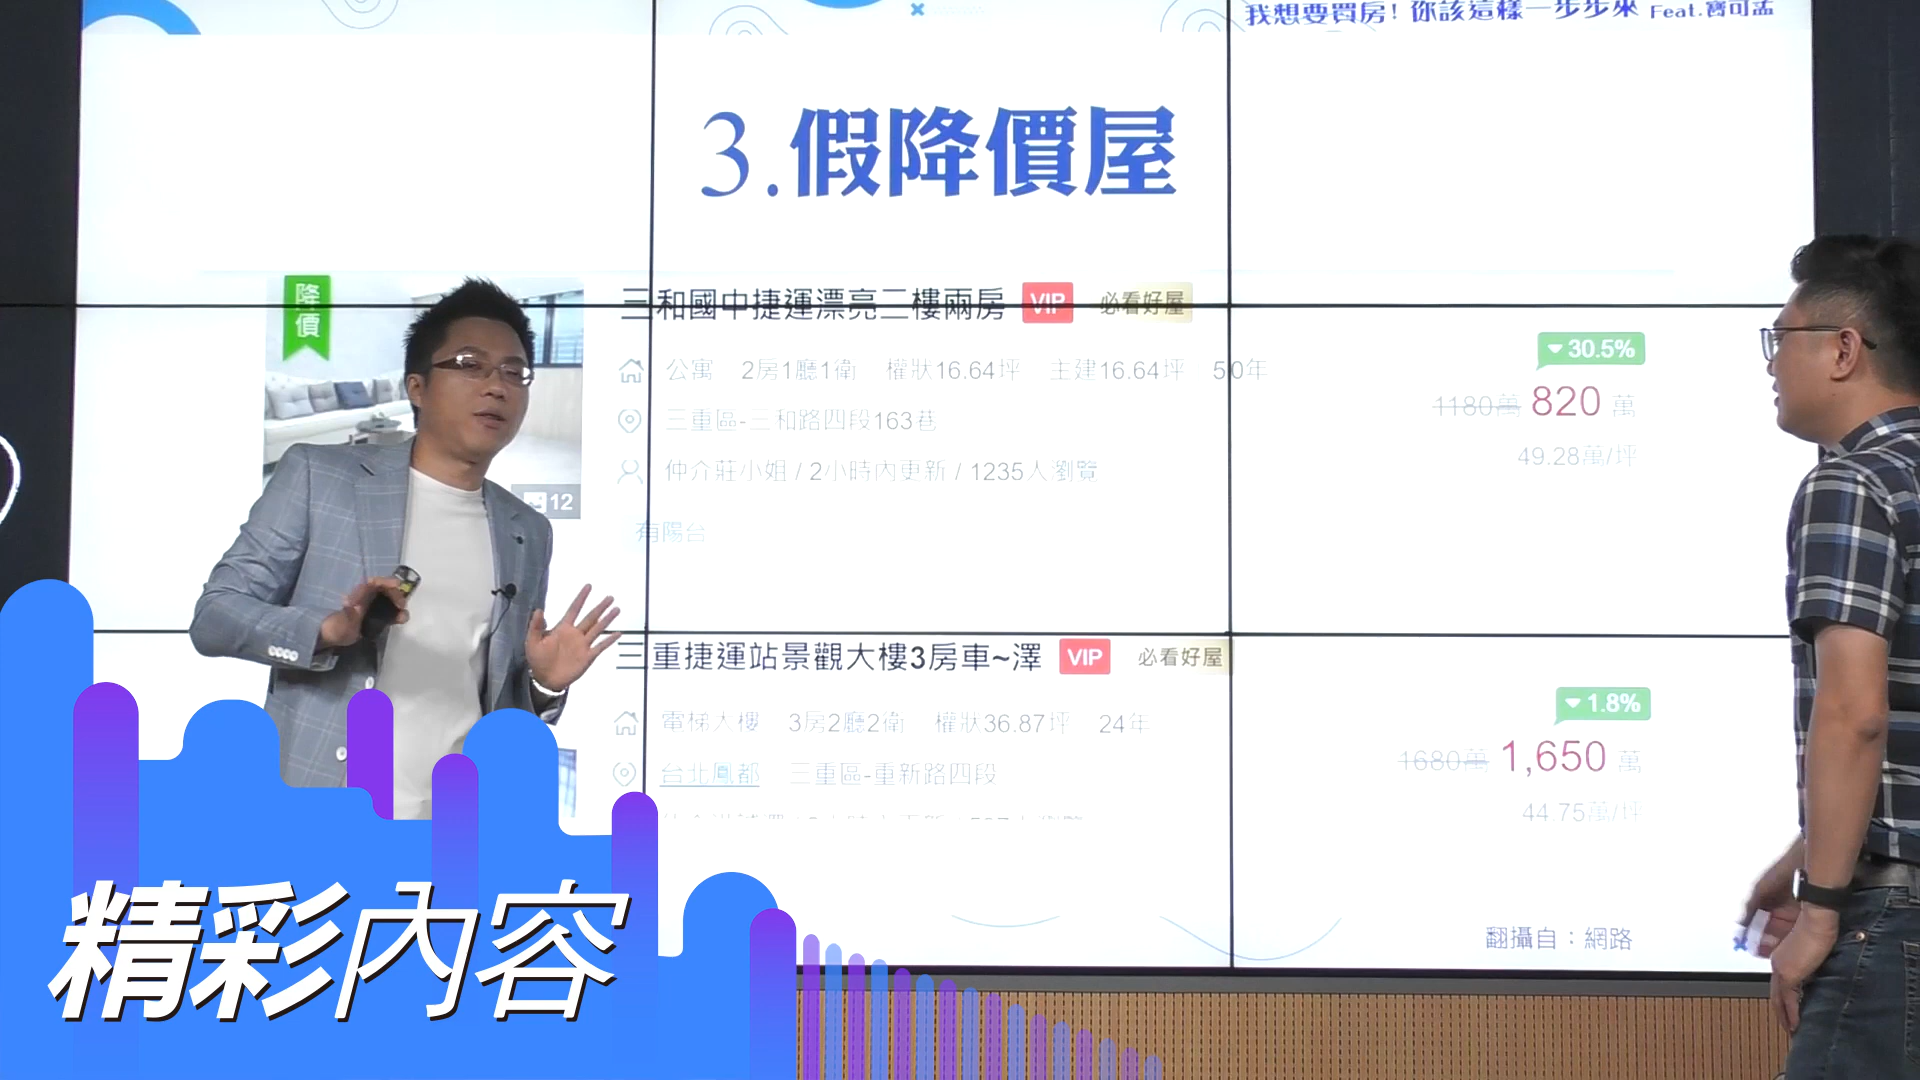 我想要買房! 你該這樣一步步來 Feat.寶可孟
3.假降價屋
降價
三和國中捷運漂亮二樓兩房 VIP 必看好屋
公寓 2房1廳1衛 權狀16.64坪 主建16.64坪 50年
30.5%
1180萬 820 萬
三重區-三和路四段163巷
49.28萬/坪
仲介莊小姐 / 2小時內更新 / 1235人瀏覽
12
有陽台
三重捷運站景觀大樓3房車~澤 VIP 必看好屋
電梯大樓 3房2廳2衛 權狀36.87坪 24年
1.8%
1680萬 1,650 萬
台北鳳都 三重區-重新路四段
44.75萬/坪
翻攝自：網路
精彩內容